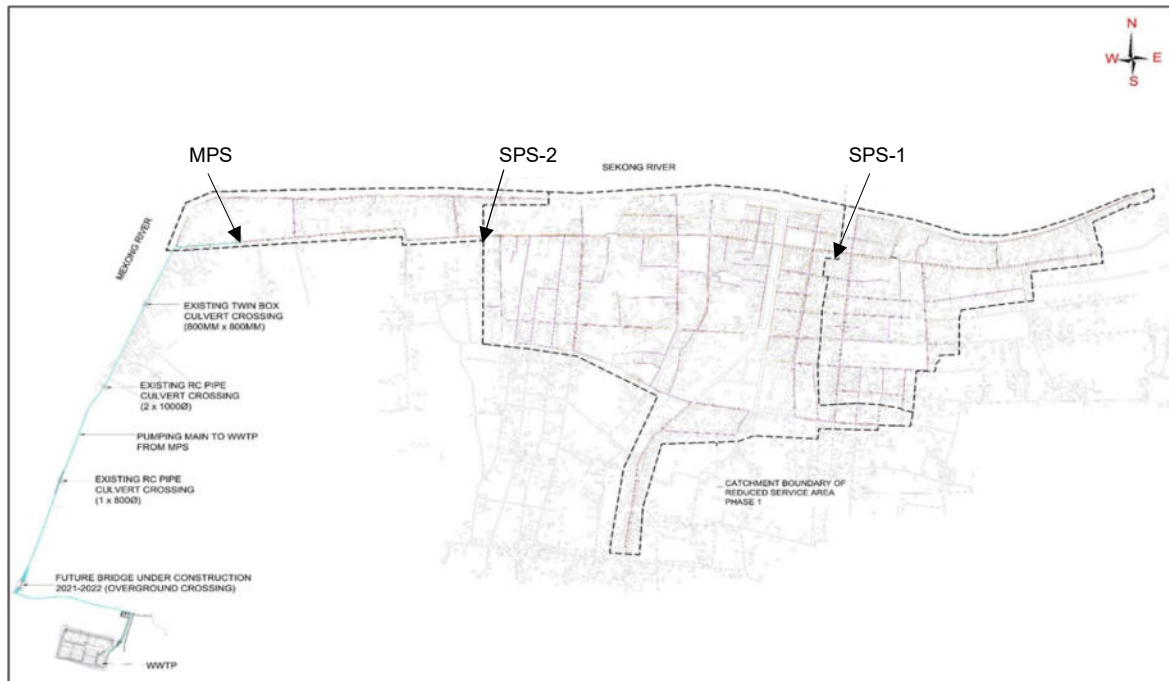 N
W E
S
MPS
SPS-2
SEKONG RIVER
SPS-1
MEKONG RIVER
EXISTING TWIN BOX
CULVERT CROSSING
(800MM x 800MM)
EXISTING RC PIPE
CULVERT CROSSING
(2 x 1000Ø)
PUMPING MAIN TO WWTP
FROM MPS
EXISTING RC PIPE
CULVERT CROSSING
(1 x 800Ø)
CATCHMENT BOUNDARY OF
REDUCED SERVICE AREA
PHASE 1
FUTURE BRIDGE UNDER CONSTRUCTION
2021-2022 (OVERGROUND CROSSING)
WWTP